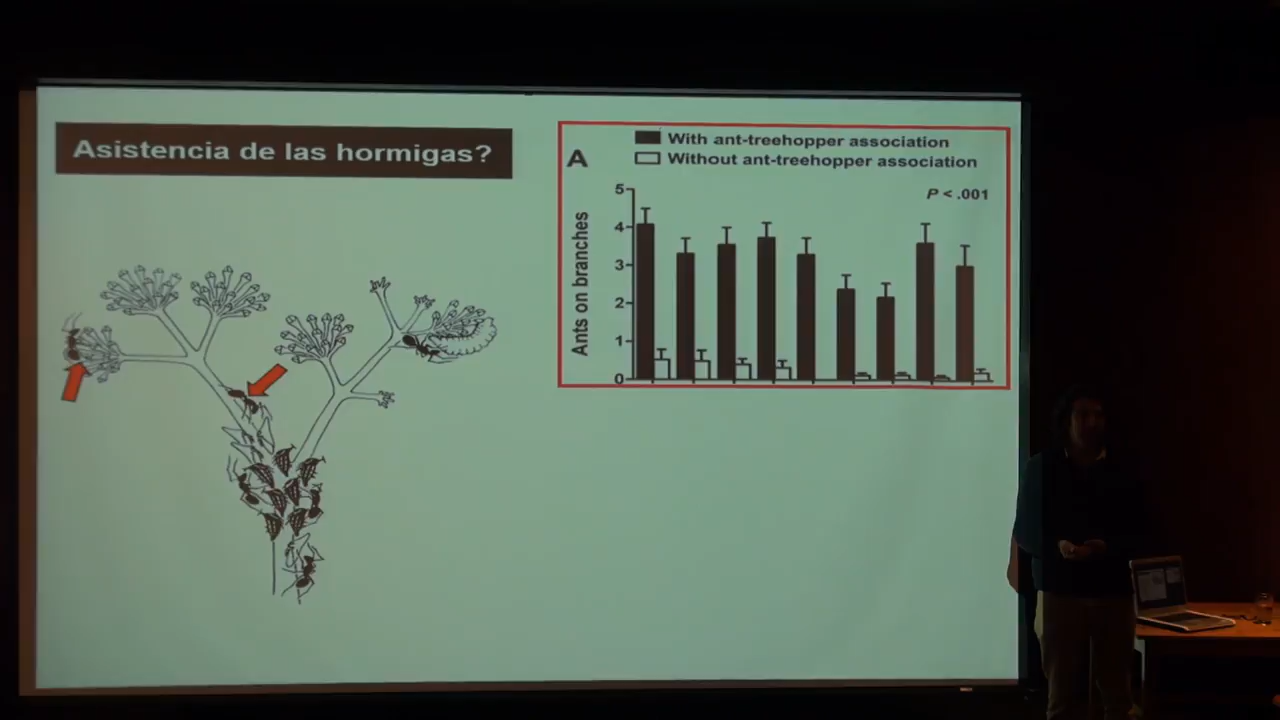 Asistencia de las hormigas?
With ant-treehopper association
A
Without ant-treehopper association
P < .001
Ants on branches
5
4
3
2
1
0